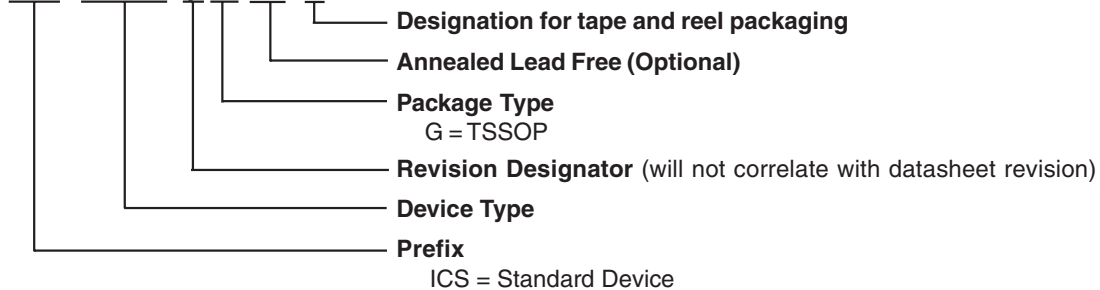 Designation for tape and reel packaging
Annealed Lead Free (Optional)
Package Type
G = TSSOP
Revision Designator (will not correlate with datasheet revision)
Device Type
Prefix
ICS = Standard Device